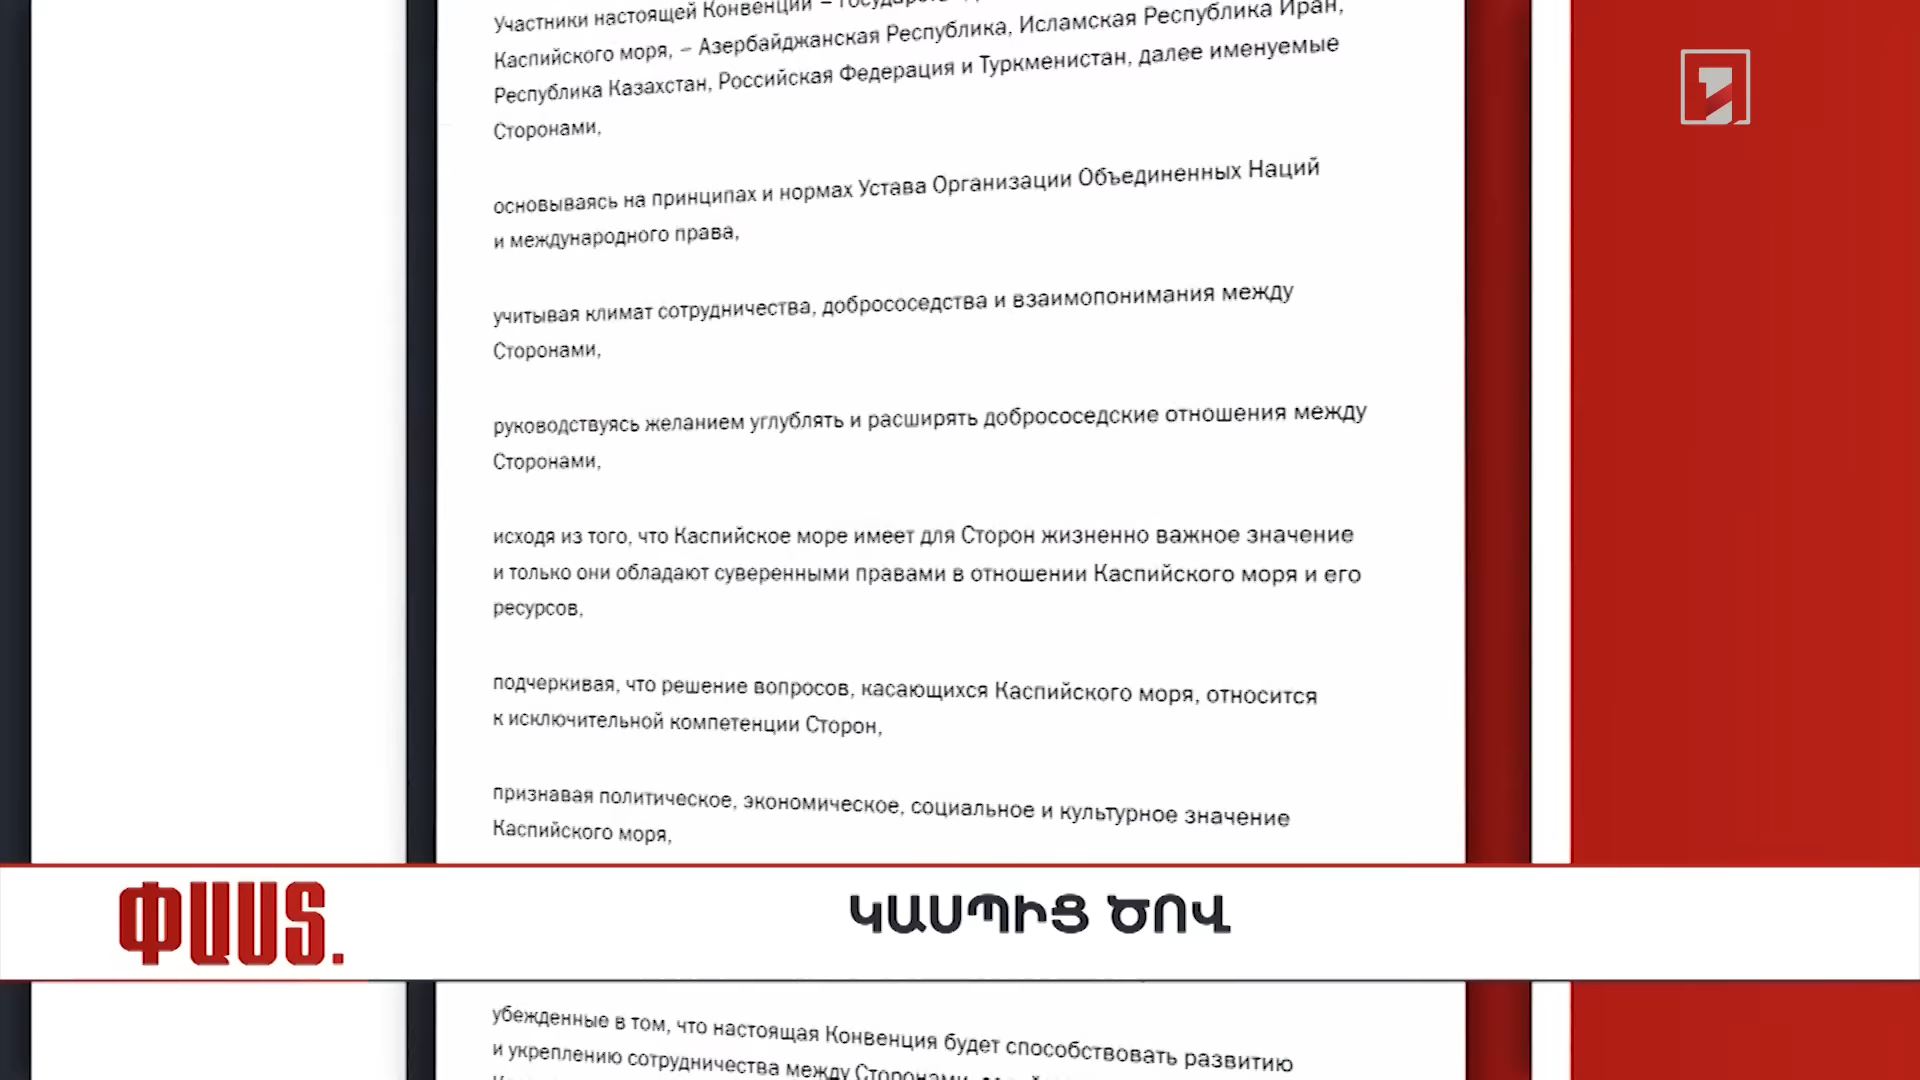 Участники настоящей Конвенции –
Каспийского моря, – Азербайджанская Республика, Исламская Республика Иран,
Республика Казахстан, Российская Федерация и Туркменистан, далее именуемые
Сторонами,
основываясь на принципах и нормах Устава Организации Объединенных Наций
и международного права,
учитывая климат сотрудничества, добрососедства и взаимопонимания между
Сторонами,
руководствуясь желанием углублять и расширять добрососедские отношения между
Сторонами,
исходя из того, что Каспийское море имеет для Сторон жизненно важное значение
и только они обладают суверенными правами в отношении Каспийского моря и его
ресурсов,
подчеркивая, что решение вопросов, касающихся Каспийского моря, относится
к исключительной компетенции Сторон,
признавая политическое, экономическое, социальное и культурное значение
Каспийского моря,
ՓԱՍՏ.
ԿԱՍՊԻՑ ԾՈՎ
убежденные в том, что настоящая Конвенция будет способствовать развитию
и укреплению сотрудничества между Сторонами,